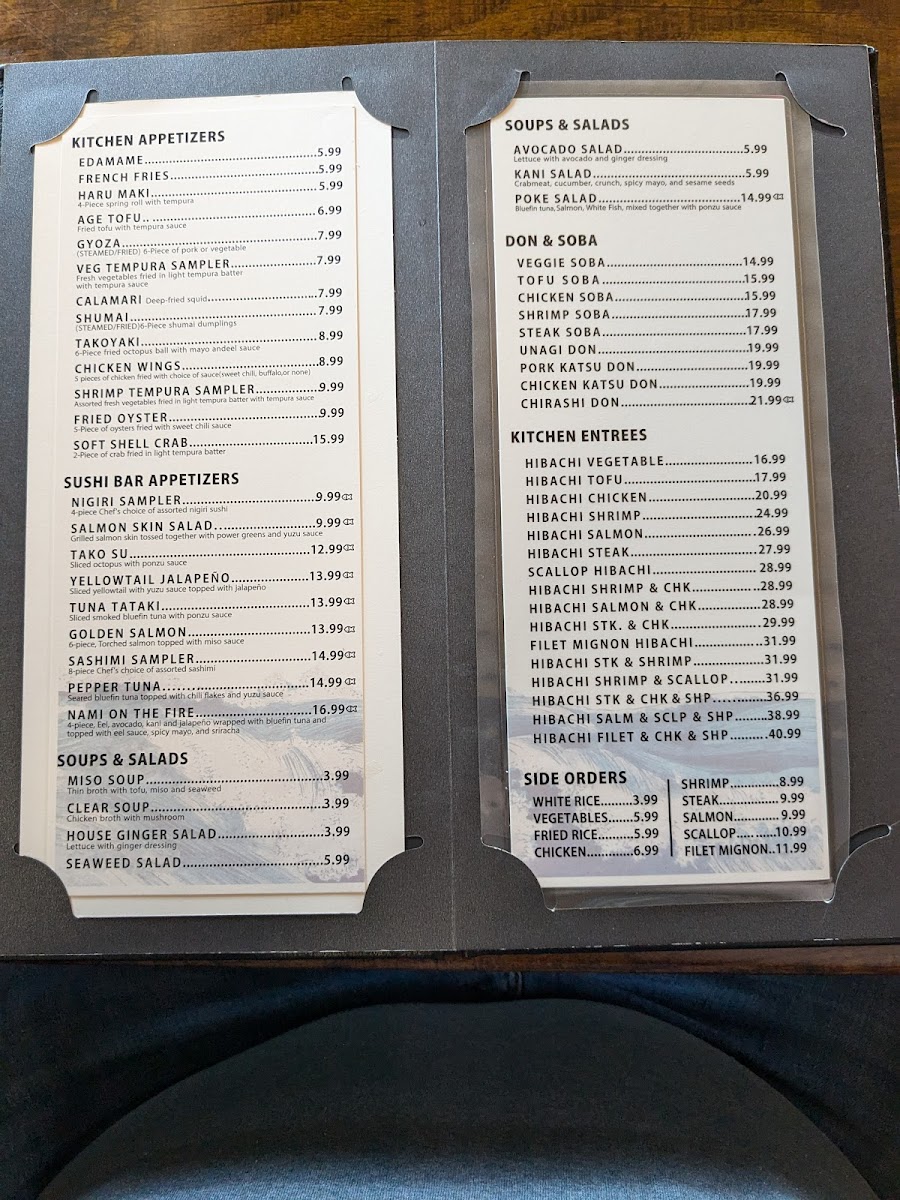 KITCHEN APPETIZERS
EDAMAME.....5.99
FRENCH FRIES.....5.99
HARU MAKI.....5.99
4-Piece spring roll with tempura
AGE TOFU.. .....6.99
Fried tofu with tempura sauce
GYOZA.....7.99
(STEAMED/FRIED) 6-Piece of pork or vegetable
VEG TEMPURA SAMPLER.....7.99
Fresh vegetables fried in light tempura batter
with tempura sauce
CALAMARI Deep-fried squid.....7.99
SHUMAI.....7.99
(STEAMED/FRIED)6-Piece shumai dumplings
TAKOYAKI.....8.99
6-Piece fried octopus ball with mayo andeel sauce
CHICKEN WINGS.....8.99
5 pieces of chicken fried with choice of sauce(sweet chili, buffalo,or none)
SHRIMP TEMPURA SAMPLER.....9.99
Assorted fresh vegetables fried in light tempura batter with tempura sauce
FRIED OYSTER.....9.99
5-Piece of oysters fried with sweet chili sauce
SOFT SHELL CRAB.....15.99
2-Piece of crab fried in light tempura batter
SUSHI BAR APPETIZERS
NIGIRI SAMPLER.....9.99
4-piece Chef's choice of assorted nigiri sushi
SALMON SKIN SALAD.....9.99
Grilled salmon skin tossed together with power greens and yuzu sauce
TAKO SU.....12.99
Sliced octopus with ponzu sauce
YELLOWTAIL JALAPEÑO.....13.99
Sliced yellowtail with yuzu sauce topped with jalapeño
TUNA TATAKI.....13.99
Sliced smoked bluefin tuna with ponzu sauce
GOLDEN SALMON.....13.99
6-piece, Torched salmon topped with miso sauce
SASHIMI SAMPLER.....14.99
8-piece Chef's choice of assorted sashimi
PEPPER TUNA.....14.99
Seared bluefin tuna topped with chili flakes and yuzu sauce
NAMI ON THE FIRE.....16.99
4-piece, Eel, avocado, kani and jalapeño wrapped with bluefin tuna and
topped with eel sauce, spicy mayo, and sriracha
SOUPS & SALADS
MISO SOUP.....3.99
Thin broth with tofu, miso and seaweed
CLEAR SOUP.....3.99
Chicken broth with mushroom
HOUSE GINGER SALAD.....3.99
Lettuce with ginger dressing
SEAWEED SALAD.....5.99
SOUPS & SALADS
AVOCADO SALAD.....5.99
Lettuce with avocado and ginger dressing
KANI SALAD.....5.99
Crabmeat, cucumber, crunch, spicy mayo, and sesame seeds
POKE SALAD.....14.99
Bluefin tuna,Salmon, White Fish, mixed together with ponzu sauce
DON & SOBA
VEGGIE SOBA.....14.99
TOFU SOBA.....15.99
CHICKEN SOBA.....15.99
SHRIMP SOBA.....17.99
STEAK SOBA.....17.99
UNAGI DON.....19.99
PORK KATSU DON.....19.99
CHICKEN KATSU DON.....19.99
CHIRASHI DON.....21.99
KITCHEN ENTREES
HIBACHI VEGETABLE.....16.99
HIBACHI TOFU.....17.99
HIBACHI CHICKEN.....20.99
HIBACHI SHRIMP.....24.99
HIBACHI SALMON.....26.99
HIBACHI STEAK.....27.99
SCALLOP HIBACHI..... 28.99
HIBACHI SHRIMP & CHK.....28.99
HIBACHI SALMON & CHK.....28.99
HIBACHI STK. & CHK.....29.99
FILET MIGNON HIBACHI.....31.99
HIBACHI STK & SHRIMP.....31.99
HIBACHI SHRIMP & SCALLOP.....31.99
HIBACHI STK & CHK & SHP.....36.99
HIBACHI SALM & SCLP & SHP.....38.99
HIBACHI FILET & CHK & SHP.....40.99
SIDE ORDERS
WHITE RICE.....3.99
VEGETABLES.....5.99
FRIED RICE.....5.99
CHICKEN.....6.99
SHRIMP.....8.99
STEAK.....9.99
SALMON.....9.99
SCALLOP.....10.99
FILET MIGNON..11.99